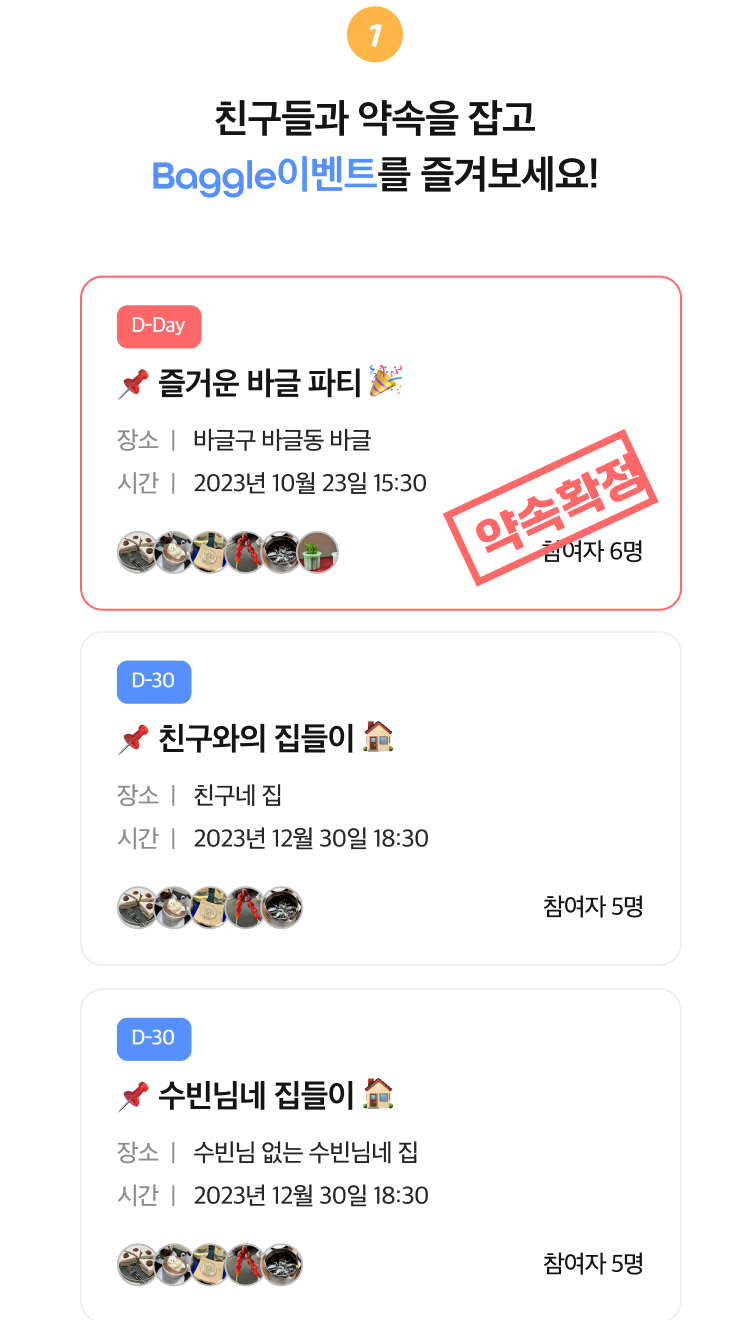 1
친구들과 약속을 잡고
Baggle이벤트를 즐겨보세요!
D-Day
📌 즐거운 바글 파티 🎉
장소 | 바글구 바글동 바글
시간 | 2023년 10월 23일 15:30
약속확정
참여자 6명
D-30
📌 친구와의 집들이 🏠
장소 | 친구네 집
시간 | 2023년 12월 30일 18:30
참여자 5명
D-30
📌 수빈님네 집들이 🏠
장소 | 수빈님 없는 수빈님네 집
시간 | 2023년 12월 30일 18:30
참여자 5명